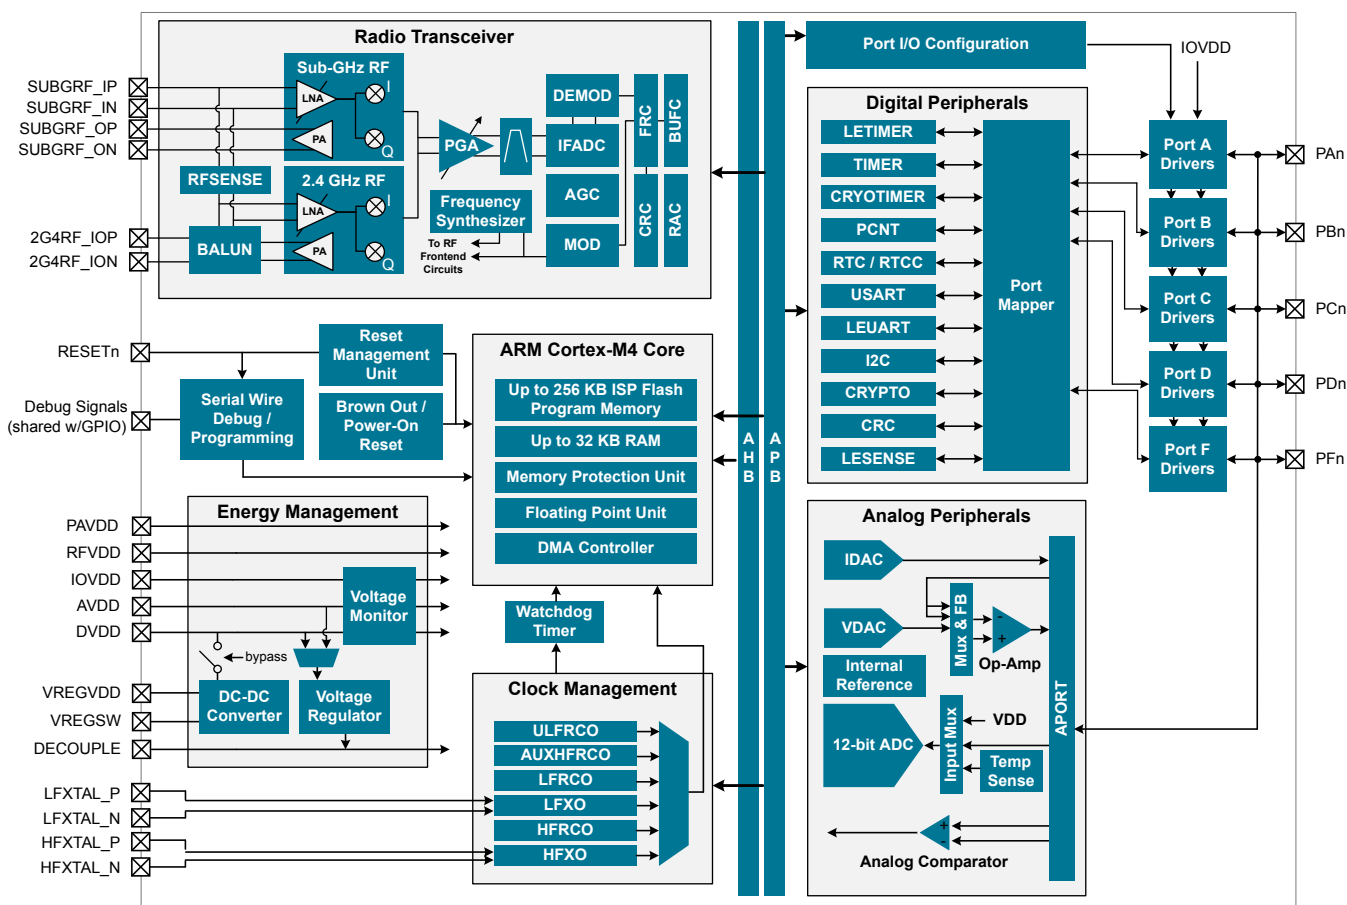 Radio Transceiver
SUBGRF_IP
SUBGRF_IN
SUBGRF_OP
SUBGRF_ON
2G4RF_IOP
2G4RF_ION
Sub-GHz RF
LNA
I
PA
Q
RFSENSE
2.4 GHz RF
LNA
I
PA
Q
BALUN
PGA
Frequency
Synthesizer
To RF
Frontend
Circuits
DEMOD
IFADC
AGC
MOD
FRC
BUFC
CRC
RAC
RESETn
Debug Signals
(shared w/GPIO)
Reset
Management
Unit
Serial Wire
Debug /
Programming
Brown Out /
Power-On
Reset
ARM Cortex-M4 Core
Up to 256 KB ISP Flash
Program Memory
Up to 32 KB RAM
Memory Protection Unit
Floating Point Unit
DMA Controller
Watchdog
Timer
Energy Management
PAVDD
RFVDD
IOVDD
AVDD
DVDD
VREGVDD
VREGSW
DECOUPLE
Voltage
Monitor
bypass
DC-DC
Converter
Voltage
Regulator
LFXTAL_P
LFXTAL_N
HFXTAL_P
HFXTAL_N
Clock Management
ULFRCO
AUXHFRCO
LFRCO
LFXO
HFRCO
HFXO
AHB
APB
Port I/O Configuration
IOVDD
Digital Peripherals
LETIMER
TIMER
CRYOTIMER
PCNT
RTC / RTCC
USART
LEUART
I2C
CRYPTO
CRC
LESENSE
Port
Mapper
Port A
Drivers
Port B
Drivers
Port C
Drivers
Port D
Drivers
Port F
Drivers
PAn
PBn
PCn
PDn
PFn
Analog Peripherals
IDAC
VDAC
Mux & FB
-
+
Op-Amp
Internal
Reference
12-bit ADC
Input Mux
VDD
Temp
Sense
APORT
+
-
Analog Comparator